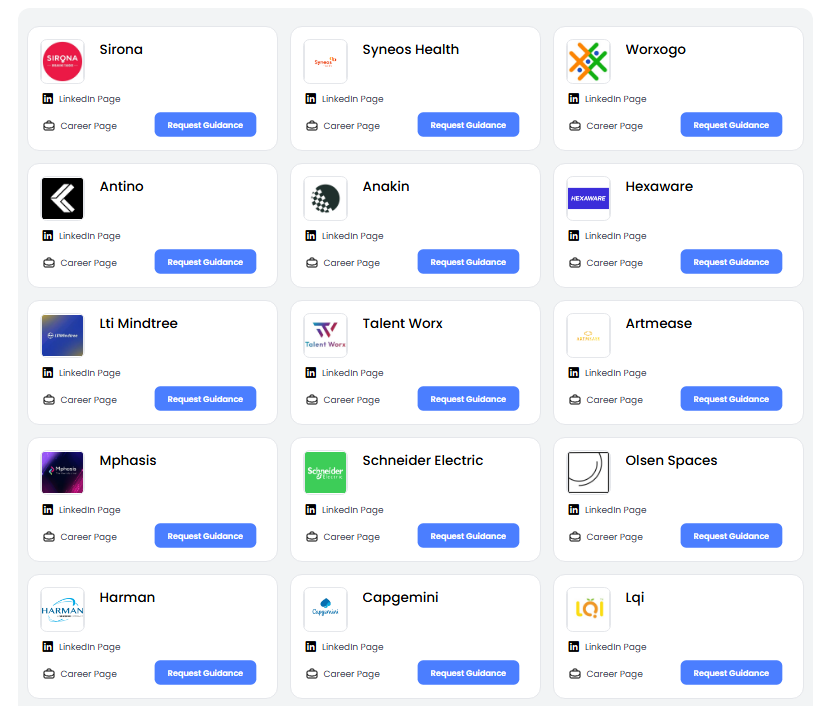 Sirona
SIRONA
LinkedIn Page
Career Page
Request Guidance
Syneos Health
Syneos
LinkedIn Page
Career Page
Request Guidance
Worxogo
LinkedIn Page
Career Page
Request Guidance
Antino
LinkedIn Page
Career Page
Request Guidance
Anakin
LinkedIn Page
Career Page
Request Guidance
Hexaware
HEXAWARE
LinkedIn Page
Career Page
Request Guidance
Lti Mindtree
LTIMindtree
LinkedIn Page
Career Page
Request Guidance
Talent Worx
Talent Worx
LinkedIn Page
Career Page
Request Guidance
Artmease
LinkedIn Page
Career Page
Request Guidance
Mphasis
Mphasis
LinkedIn Page
Career Page
Request Guidance
Schneider Electric
Schneider
Electric
LinkedIn Page
Career Page
Request Guidance
Olsen Spaces
LinkedIn Page
Career Page
Request Guidance
Harman
HARMAN
LinkedIn Page
Career Page
Request Guidance
Capgemini
Capgemini
LinkedIn Page
Career Page
Request Guidance
Lqi
LQI
LinkedIn Page
Career Page
Request Guidance